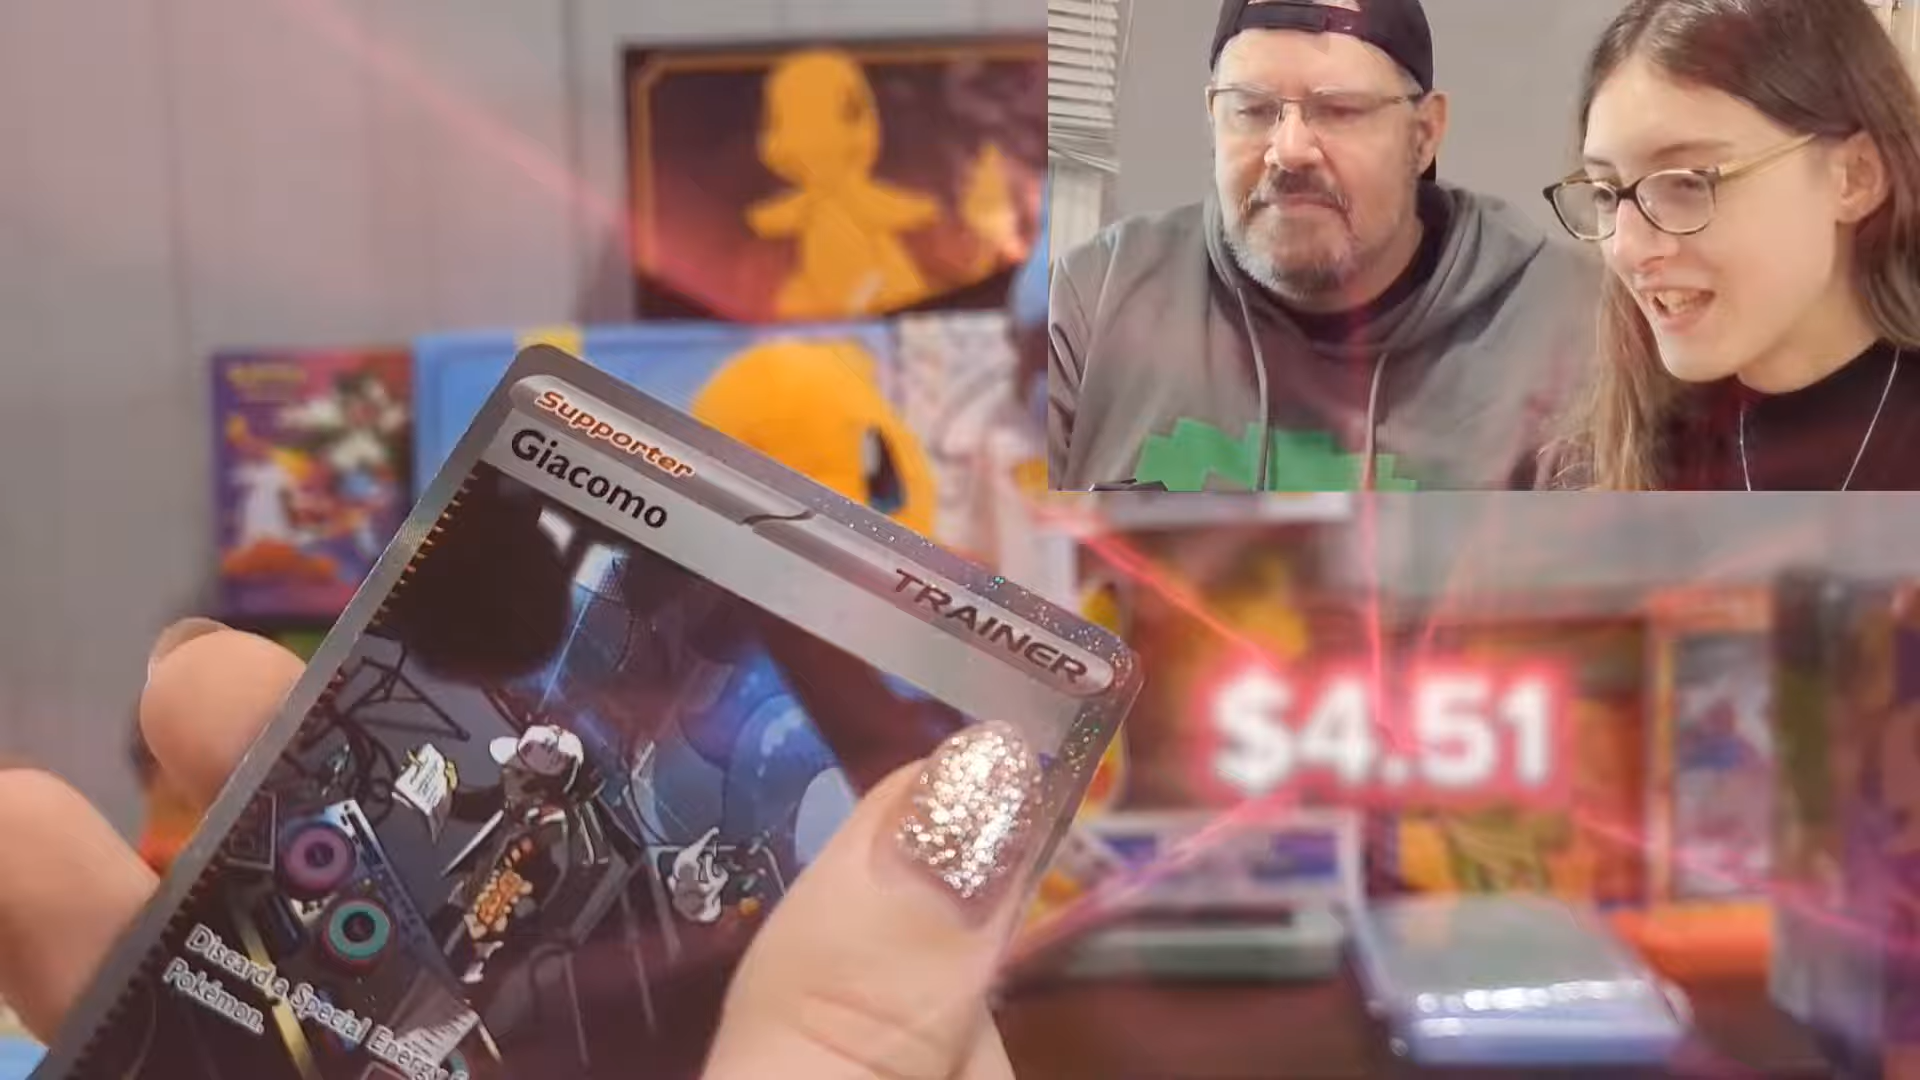 Supporter
Giacomo
TRAINER
$4.51
Discard a Special Energy
Pokémon.